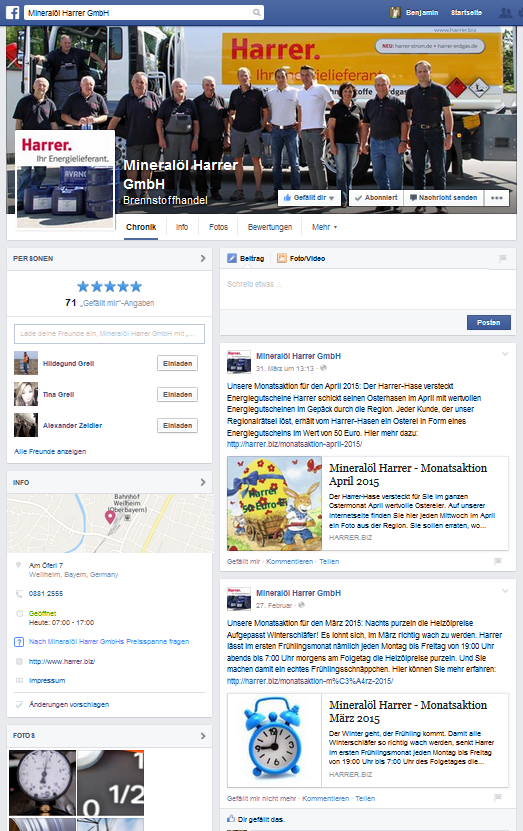 Mineralöl Harrer GmbH
Benjamin
Startseite
www.harrer.biz
Harrer.
NEU: harrer-strom.de • harrer-erdgas.de
Ihr Energielieferant.
Harrer.
Ihr Energielieferant.
AVANO
Mineralöl Harrer
GmbH
Brennstoffhandel
Gefällt dir
Abonniert
Nachricht senden
Chronik
Info
Fotos
Bewertungen
Mehr
PERSONEN
71 „Gefällt mir“-Angaben
Lade deine Freunde ein, Mineralöl Harrer GmbH mit „...
Hildegund Grell
Einladen
Tina Grell
Einladen
Alexander Zeidler
Einladen
Alle Freunde anzeigen
INFO
Bahnhof
Weilheim
(Oberbayern)
Am Öferl 7
Weilheim, Bayern, Germany
0881 2555
Geöffnet
Heute: 07:00 - 17:00
Nach Mineralöl Harrer GmbHs Preisspanne fragen
http://www.harrer.biz/
Impressum
Änderungen vorschlagen
FOTOS
0 1/2
Beitrag
Foto/Video
Schreib etwas ...
Posten
Mineralöl Harrer GmbH
31. März um 13:13 ·
Unsere Monatsaktion für den April 2015: Der Harrer-Hase versteckt
Energiegutscheine Harrer schickt seinen Osterhasen im April mit wertvollen
Energiegutscheinen im Gepäck durch die Region. Jeder Kunde, der unser
Regionalrätsel löst, erhält vom Harrer-Hasen ein Osterei in Form eines
Energiegutscheins im Wert von 50 Euro. Hier mehr dazu:
http://harrer.biz/monatsaktion-april-2015/
Harrer
50 Euro
Mineralöl Harrer - Monatsaktion
April 2015
Der Harrer-Hase versteckt für Sie im ganzen
Ostermonat April wertvolle Ostereier. Auf unserer
Internetseite finden Sie hier jeden Mittwoch im April
ein Foto aus der Region. Sie sollen erraten, wo...
HARRER.BIZ
Gefällt mir · Kommentieren · Teilen
Mineralöl Harrer GmbH
27. Februar ·
Unsere Monatsaktion für den März 2015: Nachts purzeln die Heizölpreise
Aufgepasst Winterschläfer! Es lohnt sich, im März richtig wach zu werden. Harrer
lässt im ersten Frühlingsmonat nämlich jeden Montag bis Freitag von 19:00 Uhr
abends bis 7:00 Uhr morgens am Folgetag die Heizölpreise purzeln. Und Sie
machen damit ein echtes Frühlingsschnäppchen. Hier können Sie mehr erfahren:
http://harrer.biz/monatsaktion-m%C3%A4rz-2015/
Mineralöl Harrer - Monatsaktion
März 2015
Der Winter geht, der Frühling kommt. Damit alle
Winterschläfer so richtig wach werden, senkt Harrer
im ersten Frühlingsmonat jeden Montag bis Freitag
von 19:00 Uhr bis 7:00 Uhr des Folgetages die...
HARRER.BIZ
Gefällt mir nicht mehr · Kommentieren · Teilen
Dir gefällt das.